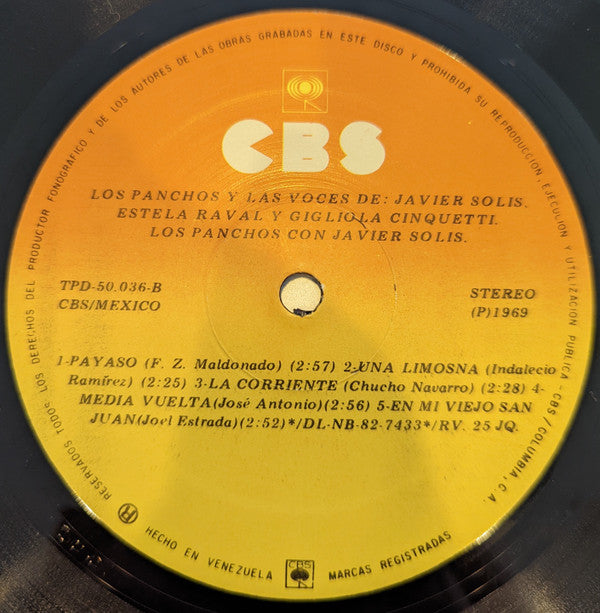 RESERVADOS TODOS LOS DERECHOS DEL PRODUCTOR FONOGRAFICO Y DE LOS AUTORES DE LAS OBRAS GRABADAS EN ESTE DISCO Y PROHIBIDA SU REPRODUCCION, EJECUCION Y UTILIZACION PUBLICA - CBS / COLUMBIA, C. A.
CBS
LOS PANCHOS Y LAS VOCES DE: JAVIER SOLIS.
ESTELA RAVAL Y GIGLIOLA CINQUETTI.
LOS PANCHOS CON JAVIER SOLIS.
TPD-50.036-B
CBS/MEXICO
STEREO
(P)1969
1-PAYASO (F. Z. Maldonado) (2:57) 2-UNA LIMOSNA (Indalecio
Ramírez) (2:25) 3-LA CORRIENTE (Chucho Navarro) (2:28) 4-
MEDIA VUELTA(José Antonio)(2:56) 5-EN MI VIEJO SAN
JUAN(Joel Estrada)(2:52)*/DL-NB-82-7433*/RV. 25 JQ.
HECHO EN VENEZUELA
CBS
MARCAS REGISTRADAS